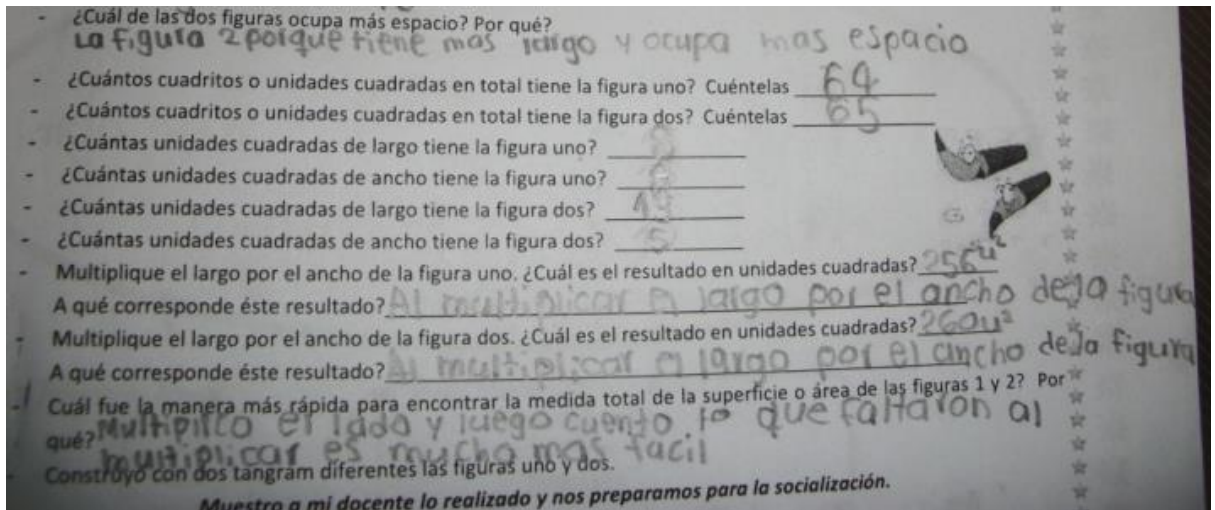 - ¿Cuál de las dos figuras ocupa más espacio? Por qué?
La figura 2 porque tiene mas largo y ocupa mas espacio
- ¿Cuántos cuadritos o unidades cuadradas en total tiene la figura uno? Cuéntelas 64
- ¿Cuántos cuadritos o unidades cuadradas en total tiene la figura dos? Cuéntelas 65
- ¿Cuántas unidades cuadradas de largo tiene la figura uno?
- ¿Cuántas unidades cuadradas de ancho tiene la figura uno?
- ¿Cuántas unidades cuadradas de largo tiene la figura dos?
- ¿Cuántas unidades cuadradas de ancho tiene la figura dos? 5
- Multiplique el largo por el ancho de la figura uno. ¿Cuál es el resultado en unidades cuadradas? 256u²
A qué corresponde éste resultado? Al multiplicar el largo por el ancho de la figura
- Multiplique el largo por el ancho de la figura dos. ¿Cuál es el resultado en unidades cuadradas? 260u²
A qué corresponde éste resultado? Al multiplicar el largo por el ancho de la figura
- Cuál fue la manera más rápida para encontrar la medida total de la superficie o área de las figuras 1 y 2? Por
qué? Multiplico el lado y luego cuento lo que faltaron al
multiplicar es mucho mas facil
Construyo con dos tangram diferentes las figuras uno y dos.
Muestro a mi docente lo realizado y nos preparamos para la socialización.